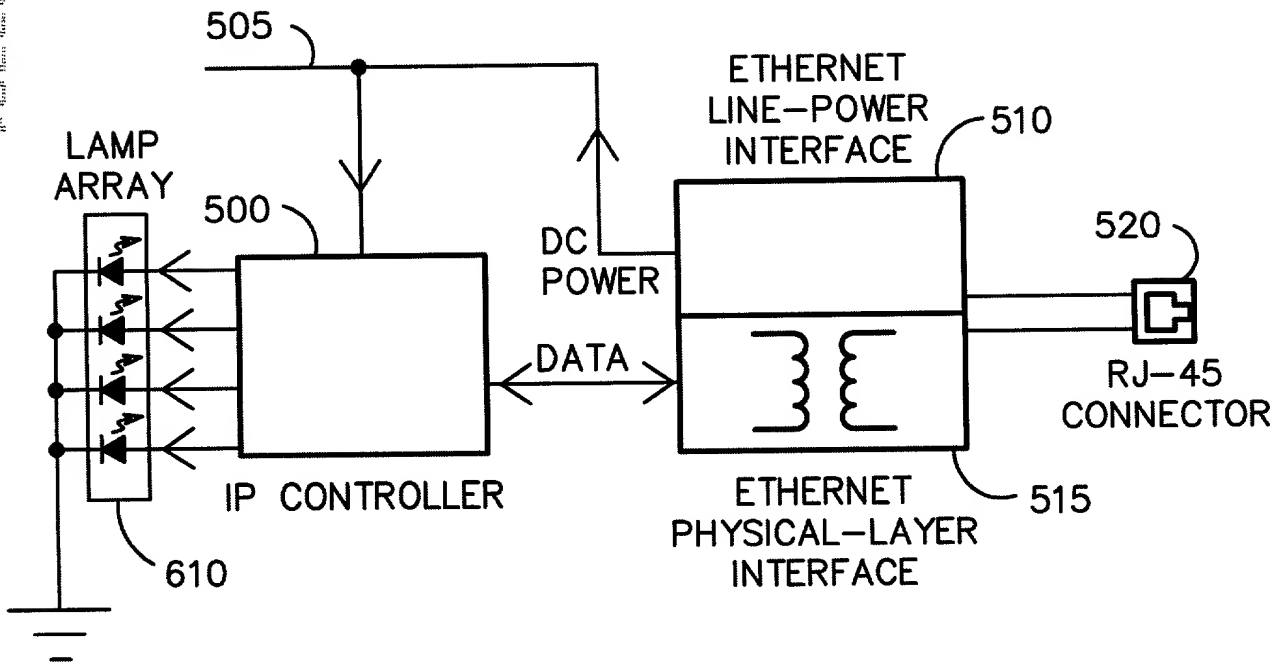 505
ETHERNET
LINE-POWER
INTERFACE
510
LAMP
ARRAY
500
520
DC
POWER
DATA
RJ-45
CONNECTOR
IP CONTROLLER
ETHERNET
PHYSICAL-LAYER
INTERFACE
515
610